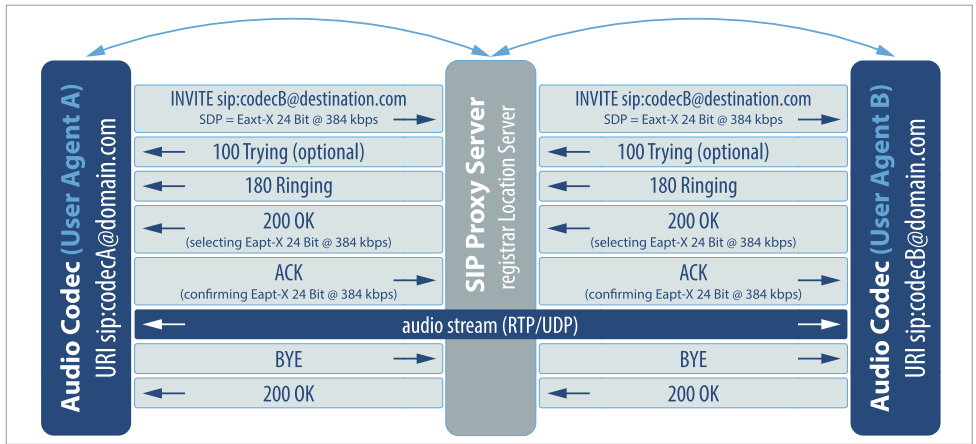 Audio Codec (User Agent A)
URI sip:codecA@domain.com
INVITE sip:codecB@destination.com
SDP = Eaxt-X 24 Bit @ 384 kbps
100 Trying (optional)
180 Ringing
200 OK
(selecting Eapt-X 24 Bit @ 384 kbps)
ACK
(confirming Eapt-X 24 Bit @ 384 kbps)
SIP Proxy Server
registrar Location Server
INVITE sip:codecB@destination.com
SDP = Eaxt-X 24 Bit @ 384 kbps
100 Trying (optional)
180 Ringing
200 OK
(selecting Eapt-X 24 Bit @ 384 kbps)
ACK
(confirming Eapt-X 24 Bit @ 384 kbps)
audio stream (RTP/UDP)
BYE
200 OK
BYE
200 OK
Audio Codec (User Agent B)
URI sip:codecB@domain.com